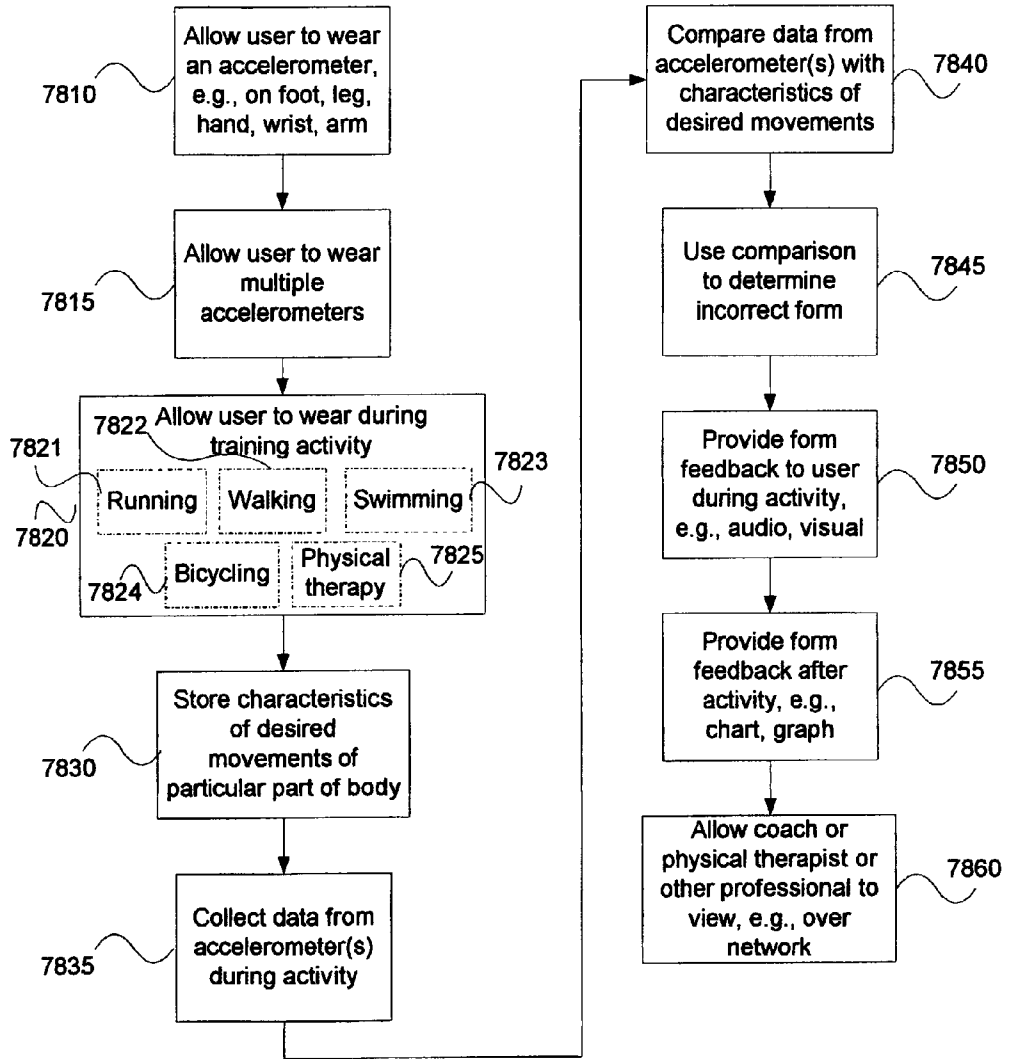 Allow user to wear
an accelerometer,
e.g., on foot, leg,
hand, wrist, arm
7810
Allow user to wear
multiple
accelerometers
7815
Allow user to wear during
training activity
7822
7821
7823
Running
Walking
Swimming
7820
Bicycling
Physical
therapy
7825
7824
Store characteristics
of desired
movements of
particular part of body
7830
Collect data from
accelerometer(s)
during activity
7835
Compare data from
accelerometer(s) with
characteristics of
desired movements
7840
Use comparison
to determine
incorrect form
7845
Provide form
feedback to user
during activity,
e.g., audio, visual
7850
Provide form
feedback after
activity, e.g.,
chart, graph
7855
Allow coach or
physical therapist or
other professional to
view, e.g., over
network
7860